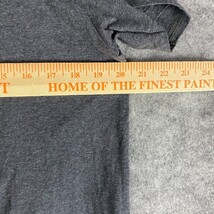 15 16 17 18 19 20 21 22 23 24
HOME OF THE FINEST PAINT